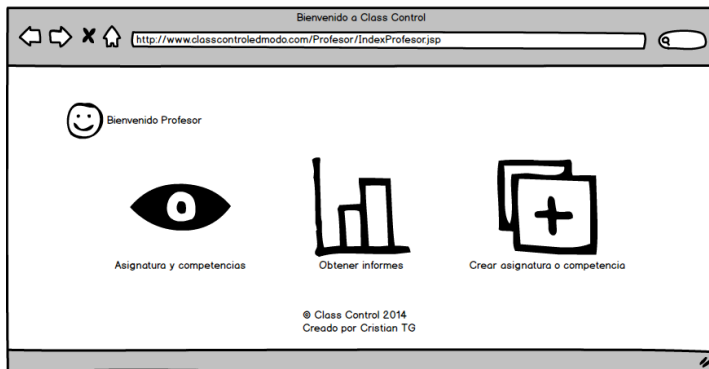 Bienvenido a Class Control
http://www.classcontroledmodo.com/Profesor/IndexProfesor.jsp
Bienvenido Profesor
Asignatura y competencias
Obtener informes
Crear asignatura o competencia
© Class Control 2014
Creado por Cristian TG